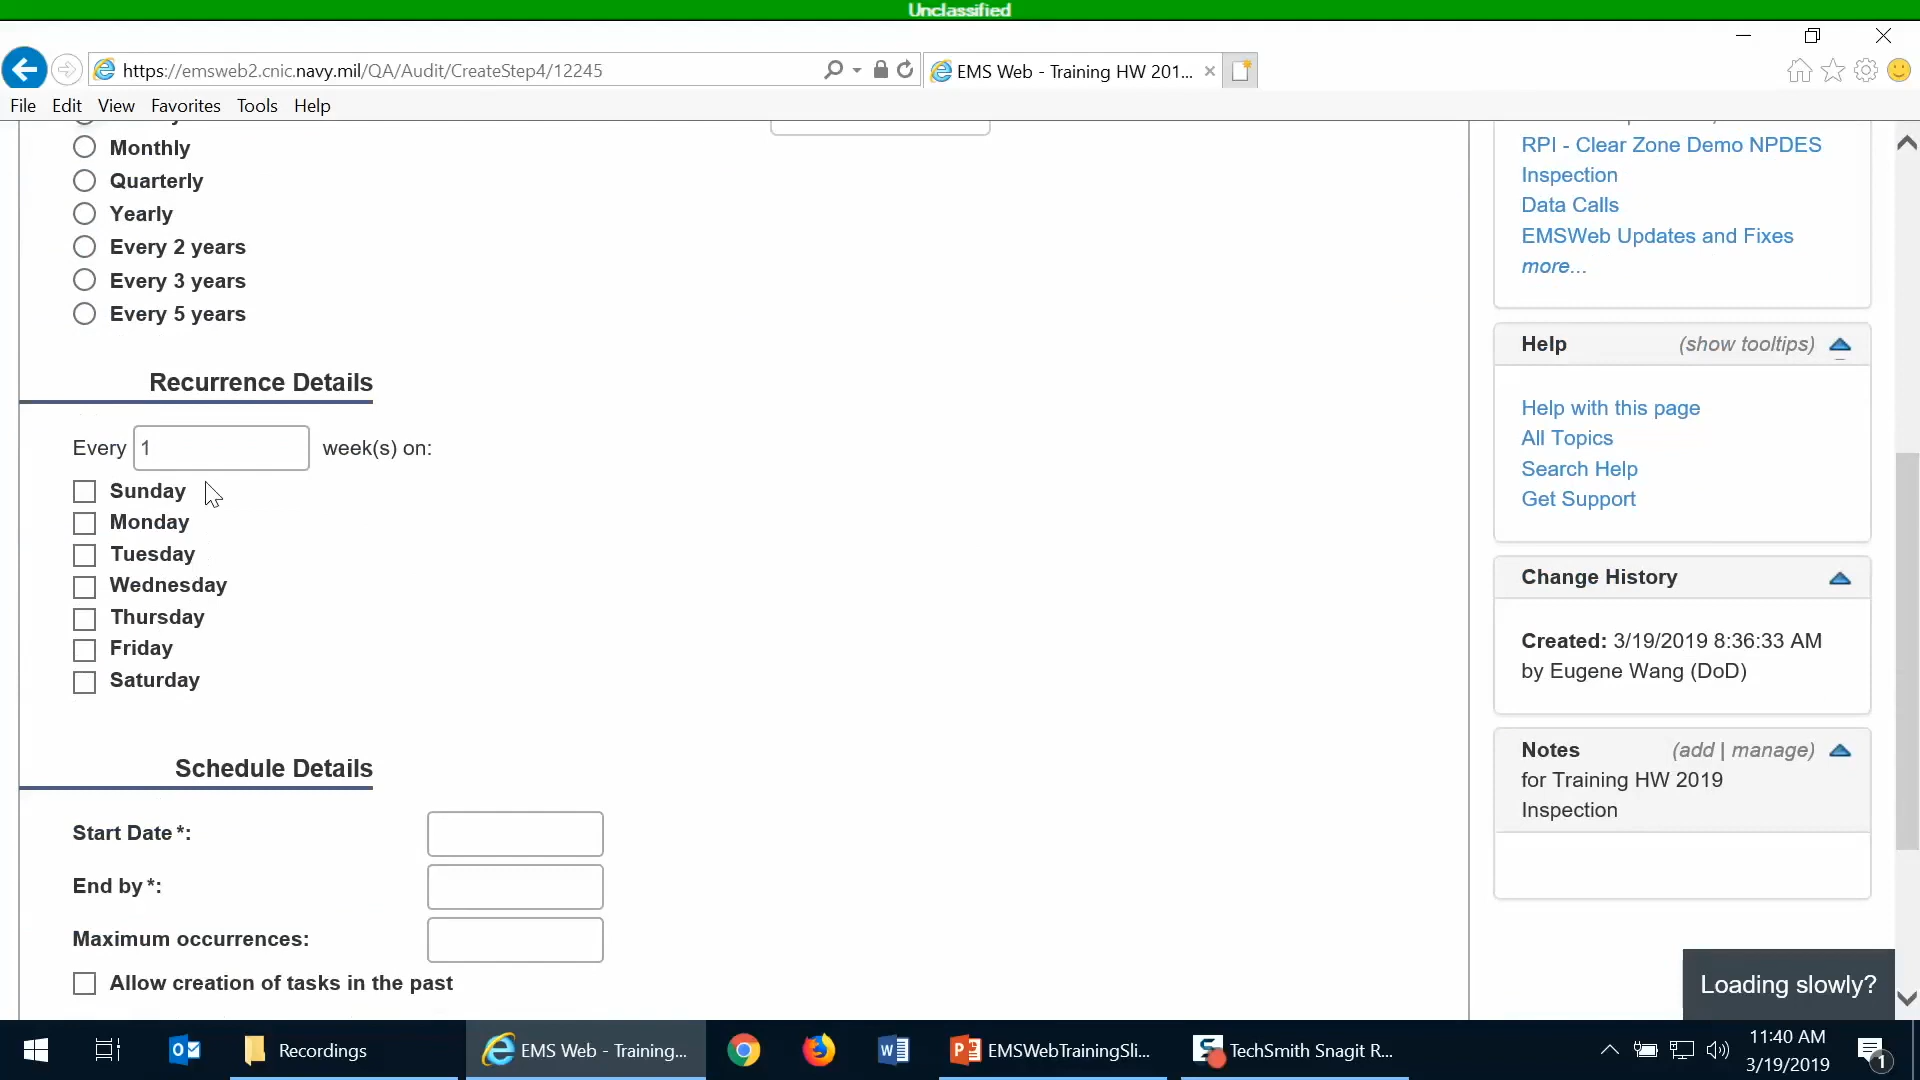 Unclassified
https://emsweb2.cnic.navy.mil/QA/Audit/CreateStep4/12245
EMS Web - Training HW 201...
File Edit View Favorites Tools Help
Monthly
Quarterly
Yearly
Every 2 years
Every 3 years
Every 5 years
Recurrence Details
Every 1 week(s) on:
Sunday
Monday
Tuesday
Wednesday
Thursday
Friday
Saturday
Schedule Details
Start Date*:
End by*:
Maximum occurrences:
Allow creation of tasks in the past
RPI - Clear Zone Demo NPDES
Inspection
Data Calls
EMSWeb Updates and Fixes
more...
Help (show tooltips)
Help with this page
All Topics
Search Help
Get Support
Change History
Created: 3/19/2019 8:36:33 AM
by Eugene Wang (DoD)
Notes (add | manage)
for Training HW 2019
Inspection
Loading slowly?
Recordings
EMS Web - Training...
EMSWebTrainingSli...
TechSmith Snagit R...
11:40 AM
3/19/2019
1